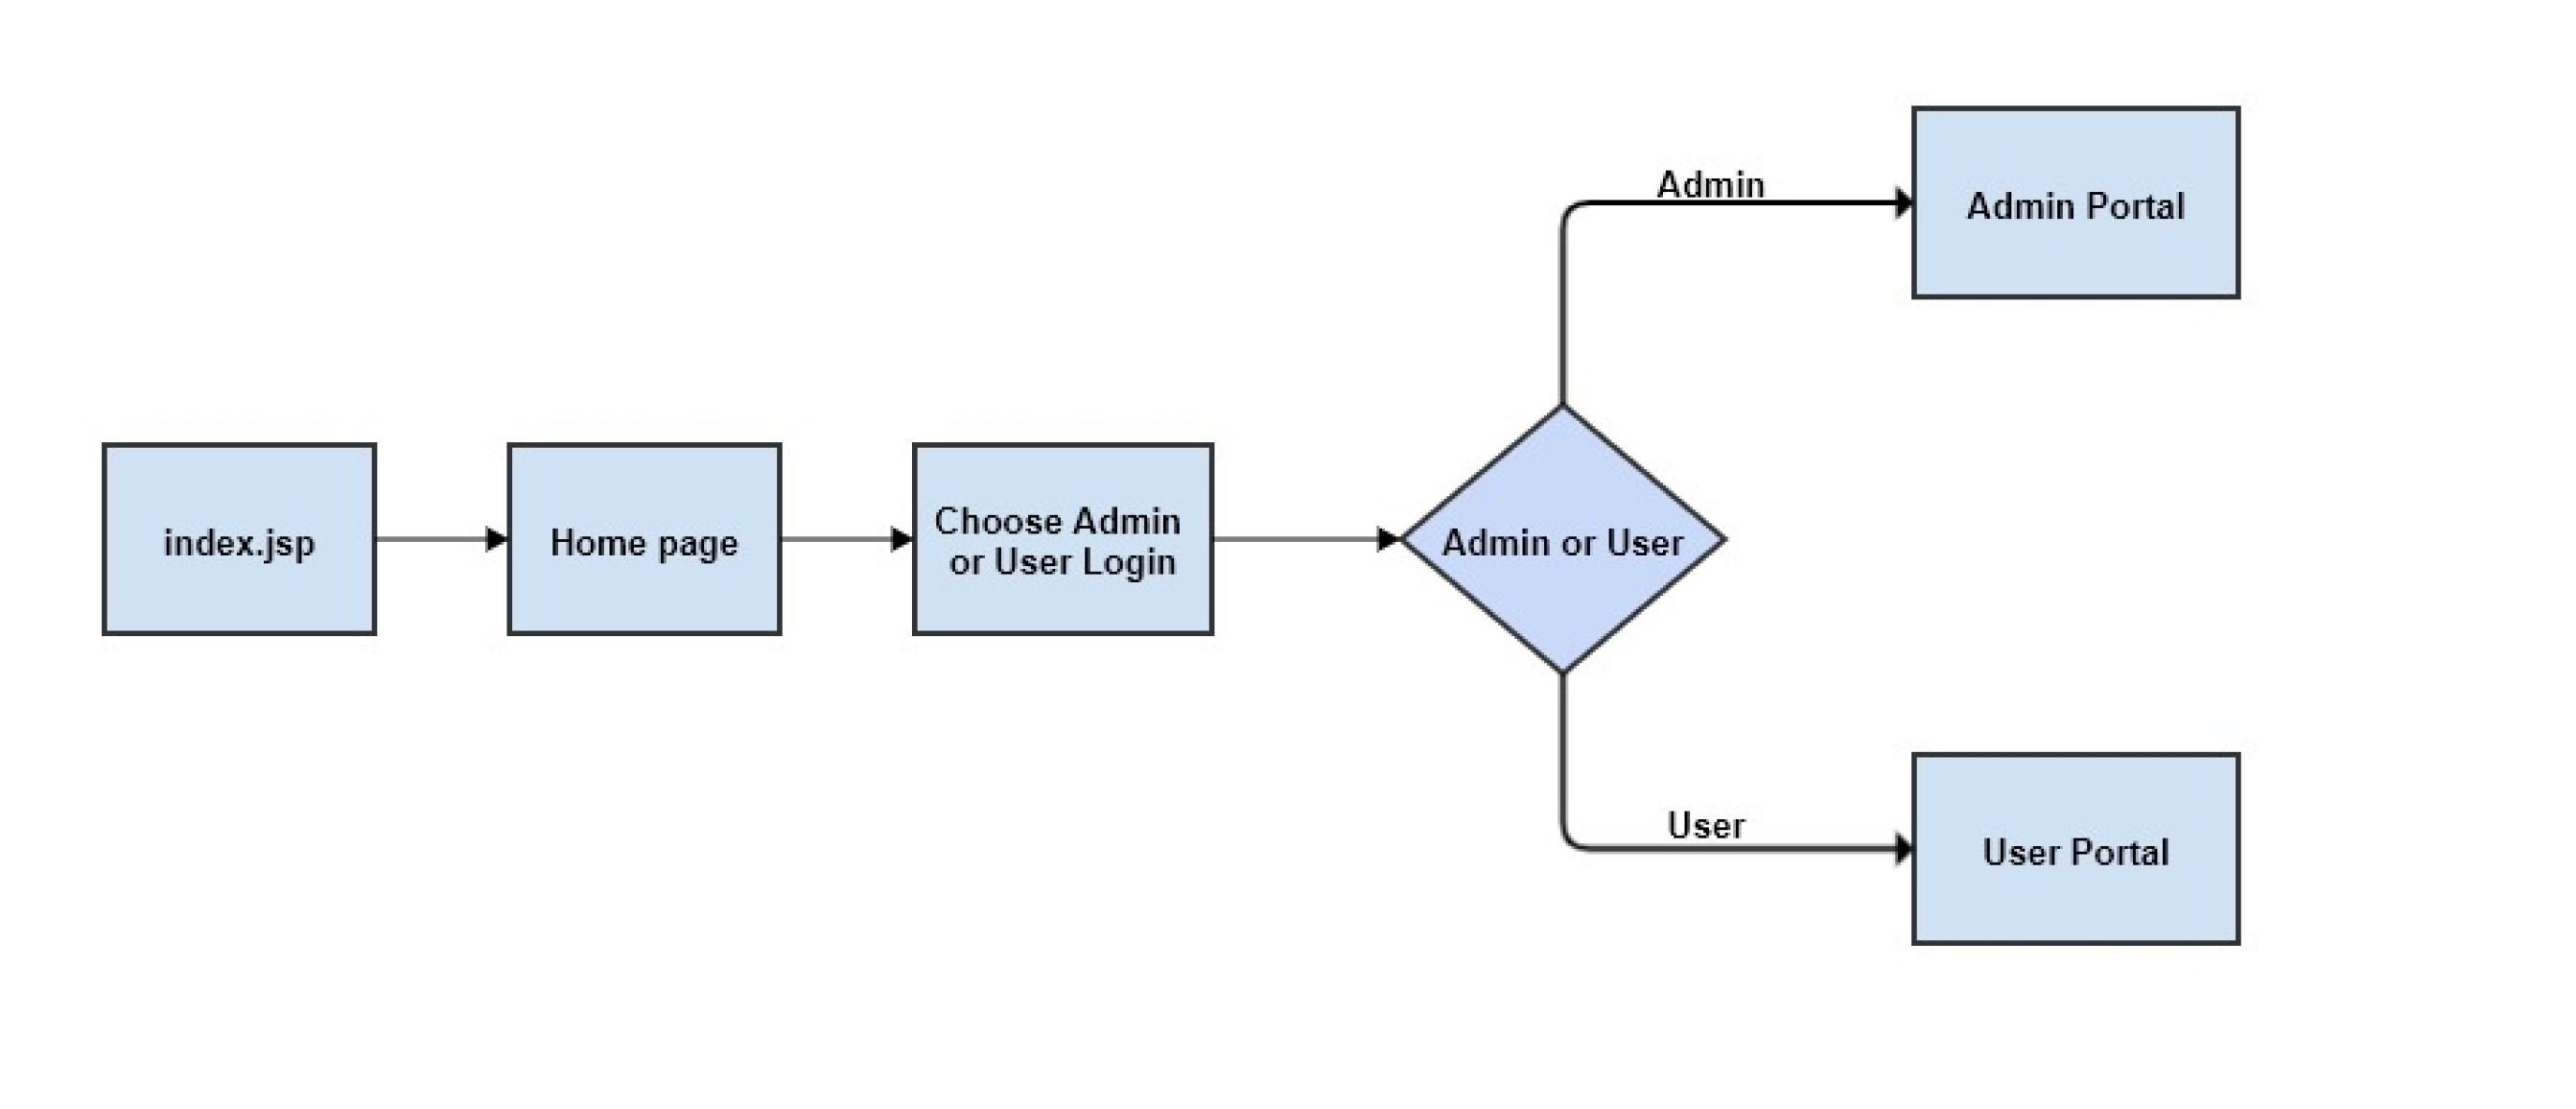 index.jsp
Home page
Choose Admin
or User Login
Admin or User
Admin
Admin Portal
User
User Portal